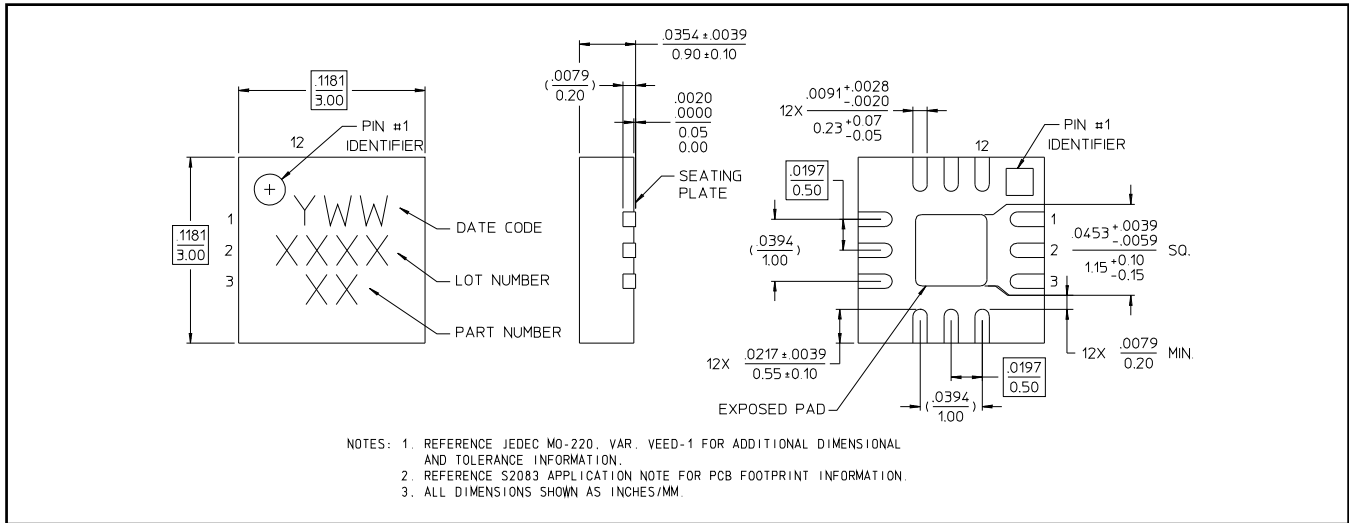 .1181
3.00
PIN #1
IDENTIFIER
12
.1181
3.00
1
2
3
YWW
XXXX
XX
DATE CODE
LOT NUMBER
PART NUMBER
.0354 ±.0039
0.90 ±0.10
(.0079
0.20)
.0020
.0000
0.05
0.00
SEATING
PLATE
12X .0091 +.0028
-.0020
0.23 +0.07
-0.05
12
PIN #1
IDENTIFIER
.0197
0.50
(.0394
1.00)
1
2
3
.0453 +.0039
-.0059
1.15 +0.10
-0.15
SQ.
12X .0217 ±.0039
0.55 ±0.10
12X .0079 MIN.
0.20
.0197
0.50
(.0394
1.00)
EXPOSED PAD
NOTES: 1. REFERENCE JEDEC MO-220, VAR. VEED-1 FOR ADDITIONAL DIMENSIONAL
AND TOLERANCE INFORMATION.
2. REFERENCE S2083 APPLICATION NOTE FOR PCB FOOTPRINT INFORMATION.
3. ALL DIMENSIONS SHOWN AS INCHES/MM.